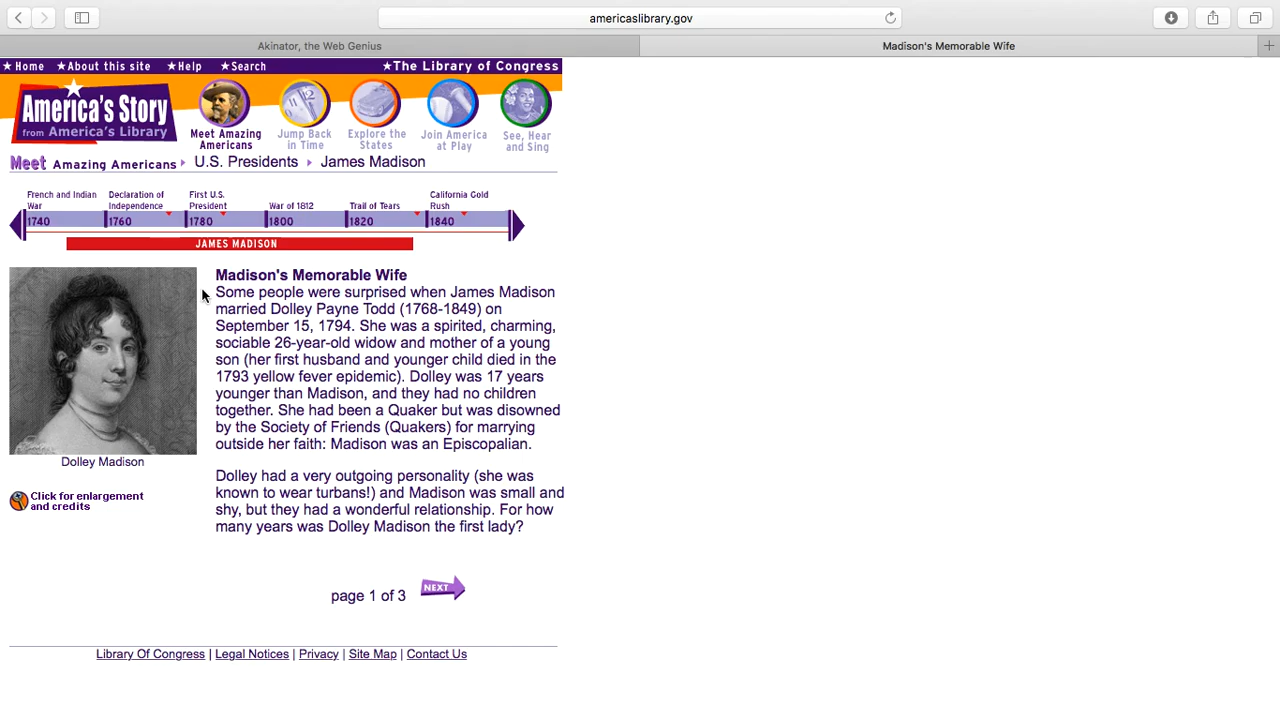 americaslibrary.gov
Akinator, the Web Genius
Madison's Memorable Wife
★Home ★About this site ★Help ★Search ★The Library of Congress
America's Story
from America's Library
Meet Amazing
Americans
Jump Back
in Time
Explore the
States
Join America
at Play
See, Hear
and Sing
Meet Amazing Americans U.S. Presidents James Madison
French and Indian
War
Declaration of
Independence
First U.S.
President
War of 1812
Trail of Tears
California Gold
Rush
1740 1760 1780 1800 1820 1840
JAMES MADISON
Madison's Memorable Wife
Some people were surprised when James Madison
married Dolley Payne Todd (1768-1849) on
September 15, 1794. She was a spirited, charming,
sociable 26-year-old widow and mother of a young
son (her first husband and younger child died in the
1793 yellow fever epidemic). Dolley was 17 years
younger than Madison, and they had no children
together. She had been a Quaker but was disowned
by the Society of Friends (Quakers) for marrying
outside her faith: Madison was an Episcopalian.
Dolley had a very outgoing personality (she was
known to wear turbans!) and Madison was small and
shy, but they had a wonderful relationship. For how
many years was Dolley Madison the first lady?
Dolley Madison
Click for enlargement
and credits
page 1 of 3 NEXT
Library Of Congress | Legal Notices | Privacy | Site Map | Contact Us